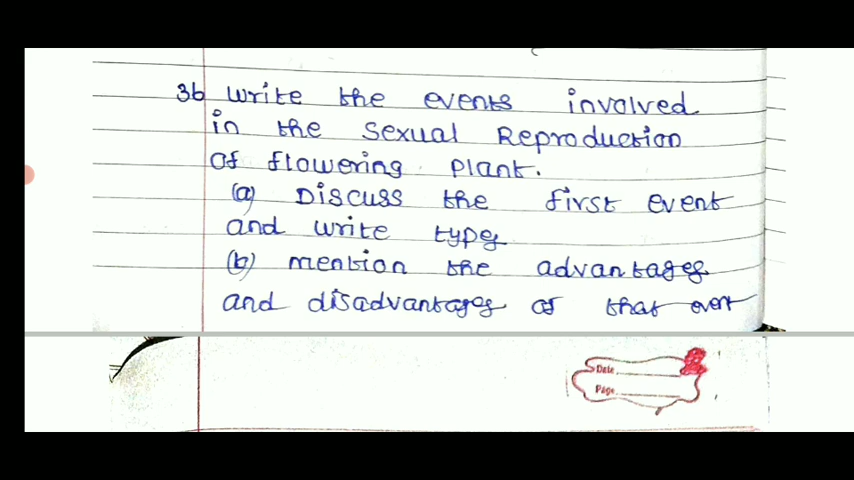 36 Write the events involved
in the Sexual Reproduction
of flowering plant.
(a) Discuss the first event
and write types
(b) mention the advantages
and disadvantages of that event
Date
Page